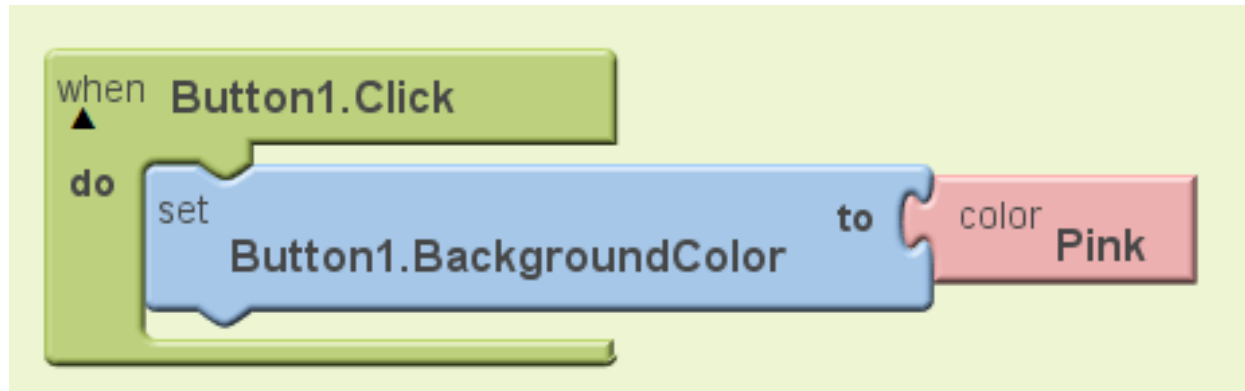 when Button1.Click
do
set
Button1.BackgroundColor
to
color
Pink